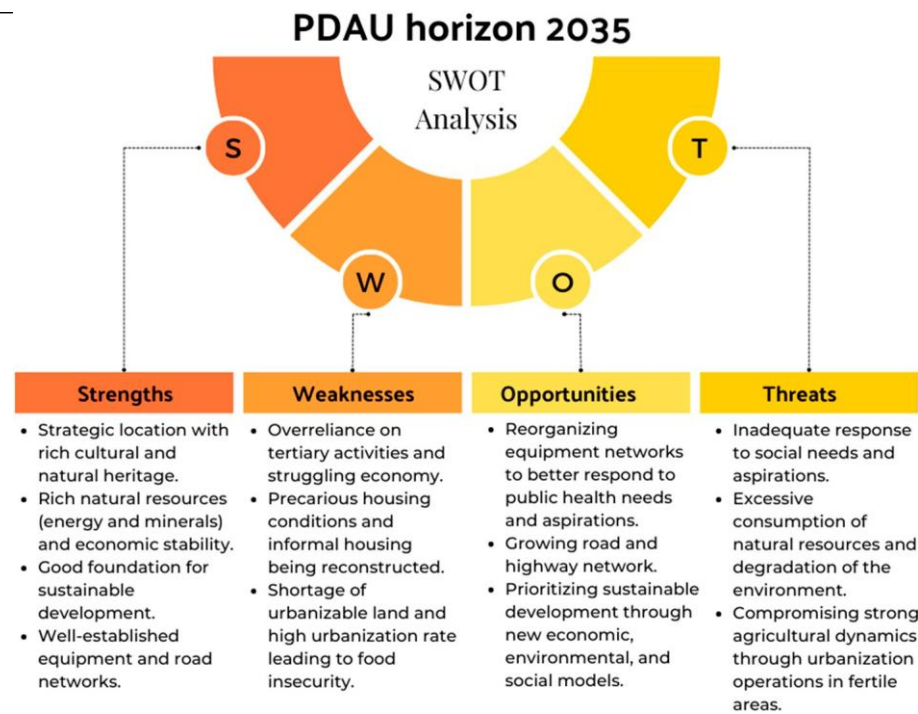 PDAU horizon 2035
SWOT
Analysis
S
W
O
T
Strengths
• Strategic location with
rich cultural and
natural heritage.
• Rich natural resources
(energy and minerals)
and economic stability.
• Good foundation for
sustainable
development.
• Well-established
equipment and road
networks.
Weaknesses
• Overreliance on
tertiary activities and
struggling economy.
• Precarious housing
conditions and
informal housing
being reconstructed.
• Shortage of
urbanizable land and
high urbanization rate
leading to food
insecurity.
Opportunities
• Reorganizing
equipment networks
to better respond to
public health needs
and aspirations.
• Growing road and
highway network.
• Prioritizing sustainable
development through
new economic,
environmental, and
social models.
Threats
• Inadequate response
to social needs and
aspirations.
• Excessive
consumption of
natural resources and
degradation of the
environment.
• Compromising strong
agricultural dynamics
through urbanization
operations in fertile
areas.